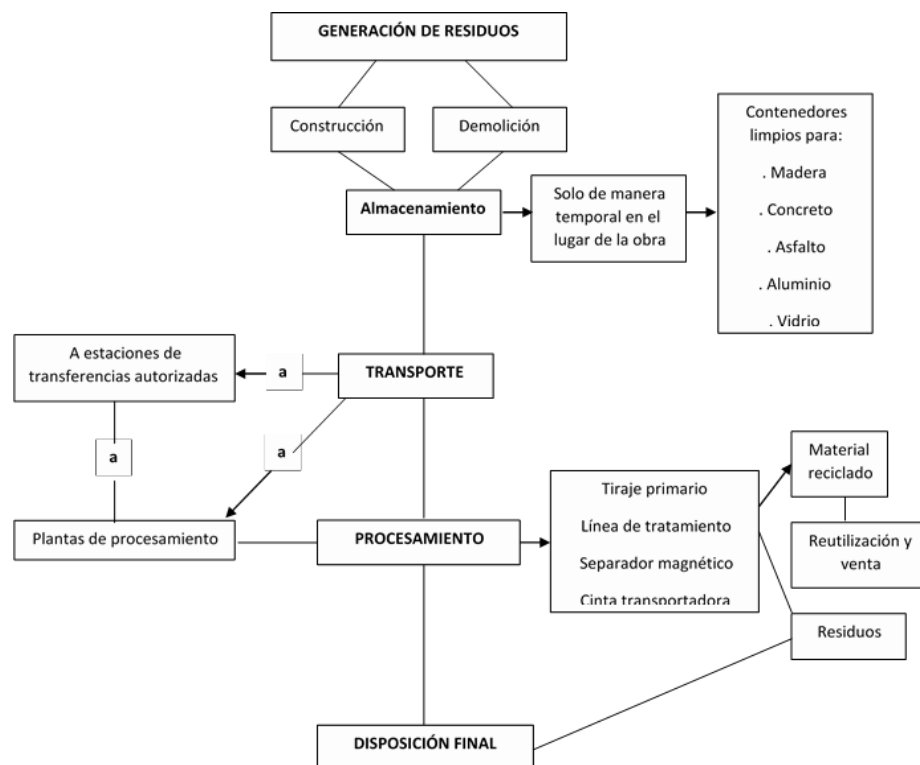 GENERACIÓN DE RESIDUOS
Construcción
Demolición
Almacenamiento
Solo de manera
temporal en el
lugar de la obra
Contenedores
limpios para:
. Madera
. Concreto
. Asfalto
. Aluminio
. Vidrio
A estaciones de
transferencias autorizadas
a
TRANSPORTE
a
a
Plantas de procesamiento
PROCESAMIENTO
Tiraje primario
Línea de tratamiento
Separador magnético
Cinta transportadora
Material
reciclado
Reutilización y
venta
Residuos
DISPOSICIÓN FINAL